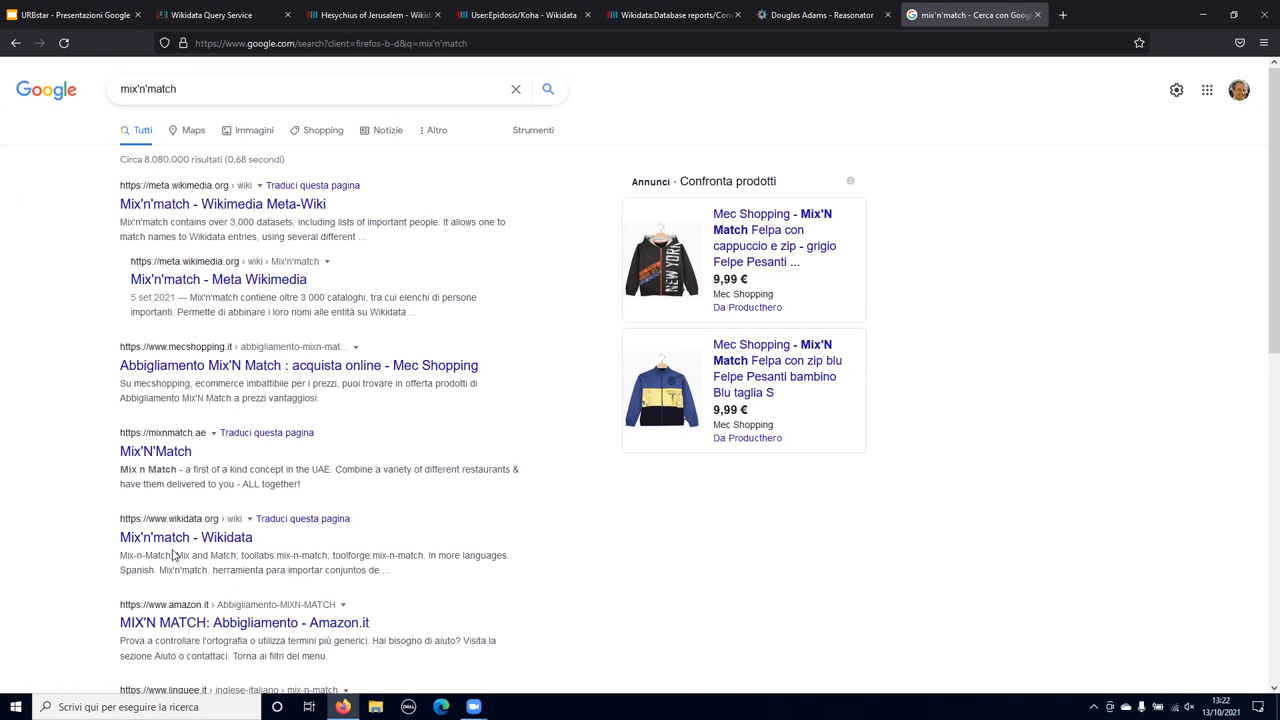 URBstar - Presentazioni Google
Wikidata Query Service
Hesychius of Jerusalem - Wikid
User:Epidosis/Koha - Wikidata
Wikidata:Database reports/Con
Douglas Adams - Reasonator
mix'n'match - Cerca con Goog
https://www.google.com/search?client=firefox-b-d&q=mix'n'match
Google
mix'n'match
Tutti
Maps
Immagini
Shopping
Notizie
Altro
Strumenti
Circa 8.080.000 risultati (0,68 secondi)
https://meta.wikimedia.org › wiki Traduci questa pagina
Mix'n'match - Wikimedia Meta-Wiki
Mix'n'match contains over 3,000 datasets, including lists of important people. It allows one to
match names to Wikidata entries, using several different ...
https://meta.wikimedia.org › wiki › Mix'n'match
Mix'n'match - Meta Wikimedia
5 set 2021 — Mix'n'match contiene oltre 3 000 cataloghi, tra cui elenchi di persone
importanti. Permette di abbinare i loro nomi alle entità su Wikidata ...
https://www.mecshopping.it › abbigliamento-mixn-mat...
Abbigliamento Mix'N Match : acquista online - Mec Shopping
Su mecshopping, ecommerce imbattibile per i prezzi, puoi trovare in offerta prodotti di
Abbigliamento Mix'N Match a prezzi vantaggiosi.
https://mixnmatch.ae Traduci questa pagina
Mix'N'Match
Mix n Match - a first of a kind concept in the UAE. Combine a variety of different restaurants &
have them delivered to you - ALL together!
https://www.wikidata.org › wiki Traduci questa pagina
Mix'n'match - Wikidata
Mix-n-Match; Mix and Match; toollabs:mix-n-match; toolforge:mix-n-match. In more languages.
Spanish. Mix'n'match. herramienta para importar conjuntos de ...
https://www.amazon.it › Abbigliamento-MIXN-MATCH
MIX'N MATCH: Abbigliamento - Amazon.it
Prova a controllare l'ortografia o utilizza termini più generici. Hai bisogno di aiuto? Visita la
sezione Aiuto o contattaci. Torna ai filtri del menu.
https://www.linguee.it › inglese-italiano › mix-n-match
Annunci · Confronta prodotti
Mec Shopping - Mix'N
Match Felpa con
cappuccio e zip - grigio
Felpe Pesanti ...
9,99 €
Mec Shopping
Da Producthero
NEW YORK
Mec Shopping - Mix'N
Match Felpa con zip blu
Felpe Pesanti bambino
Blu taglia S
9,99 €
Mec Shopping
Da Producthero
Scrivi qui per eseguire la ricerca
DELL
13:22
13/10/2021